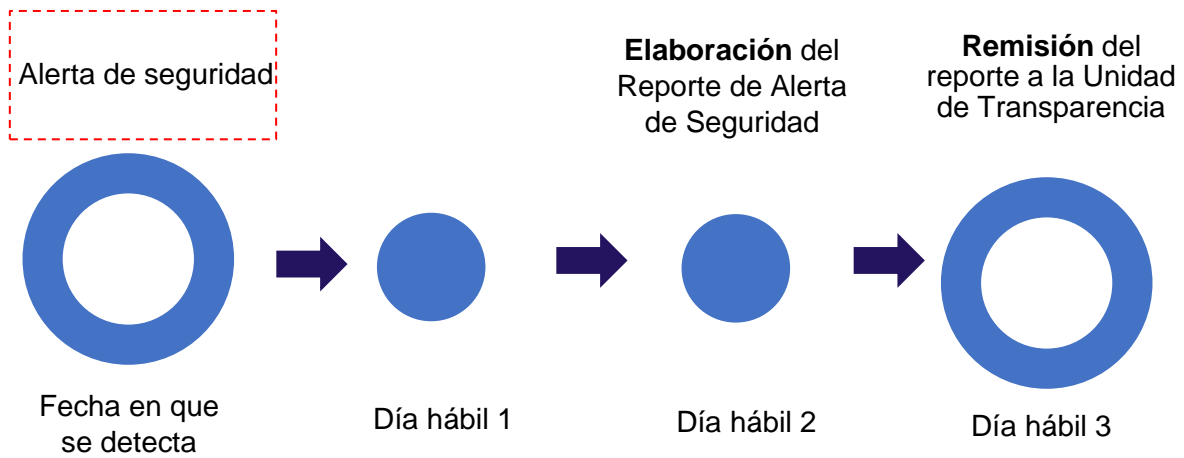 Alerta de seguridad
Elaboración del
Reporte de Alerta
de Seguridad
Remisión del
reporte a la Unidad
de Transparencia
Fecha en que
se detecta
Día hábil 1
Día hábil 2
Día hábil 3